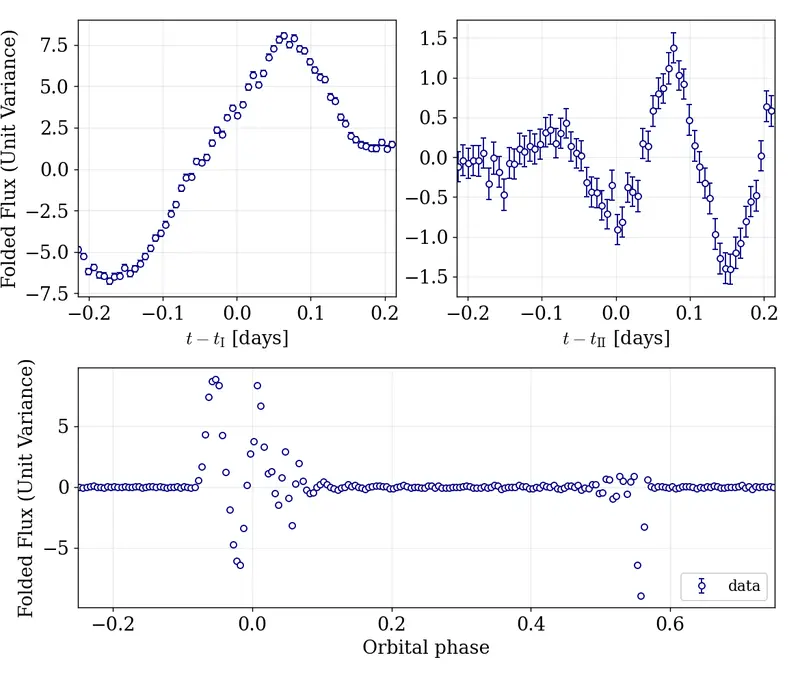 Folded Flux (Unit Variance)
7.5
5.0
2.5
0.0
−2.5
−5.0
−7.5
−0.2 −0.1 0.0 0.1 0.2
t − t_I [days]
1.5
1.0
0.5
0.0
−0.5
−1.0
−1.5
−0.2 −0.1 0.0 0.1 0.2
t − t_II [days]
Folded Flux (Unit Variance)
5
0
−5
data
−0.2 0.0 0.2 0.4 0.6
Orbital phase